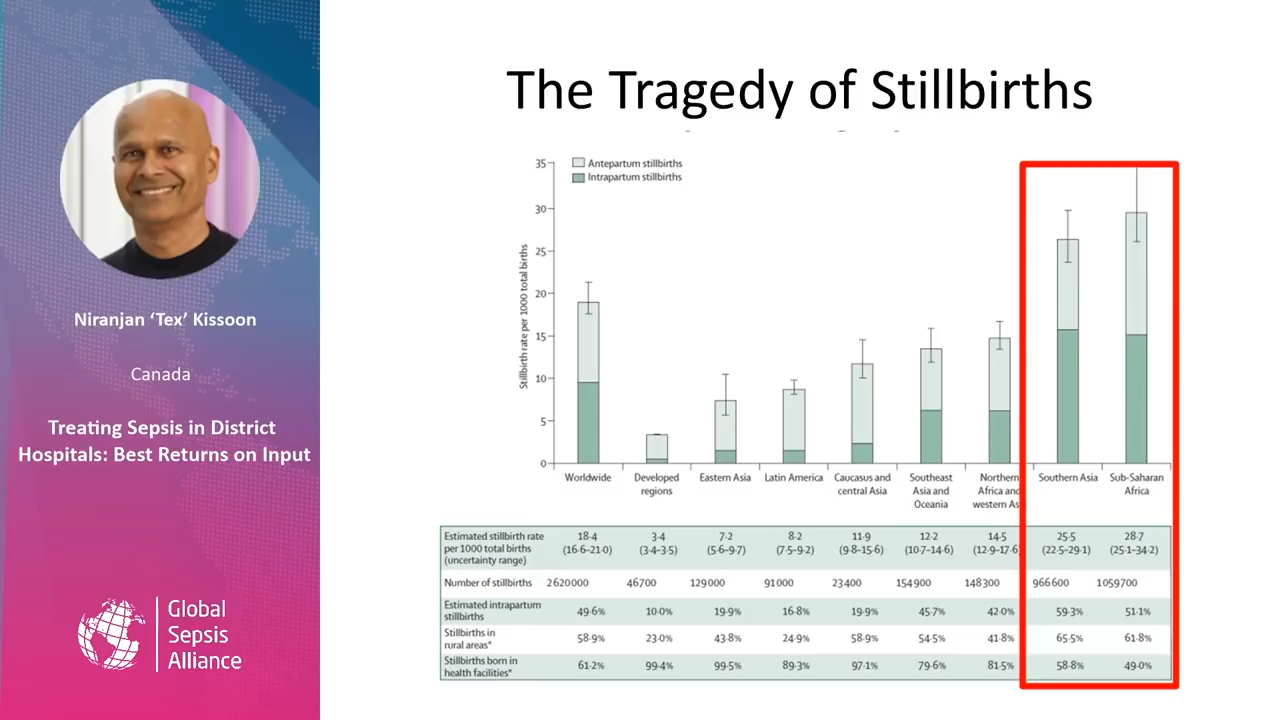 Niranjan ‘Tex’ Kissoon
Canada
Treating Sepsis in District
Hospitals: Best Returns on Input
Global
Sepsis
Alliance
The Tragedy of Stillbirths
Antepartum stillbirths
Intrapartum stillbirths
Stillbirth rate per 1000 total births
35
30
25
20
15
10
5
0
Worldwide
Developed
regions
Eastern Asia
Latin America
Caucasus and
central Asia
Southeast
Asia and
Oceania
Northern
Africa and
western As
Southern Asia
Sub-Saharan
Africa
Estimated stillbirth rate
per 1000 total births
(uncertainty range)
18·4 3·4 7·2 8·2 11·9 12·2 14·5 25·5 28·7
(16·6–21·0) (3·4–3·5) (5·6–9·7) (7·5–9·2) (9·8–15·6) (10·7–14·6) (12·9–17·6) (22·5–29·1) (25·1–34·2)
Number of stillbirths 2620000 46700 129000 91000 23400 154900 148300 966600 1059700
Estimated intrapartum
stillbirths
49·6% 10·0% 19·9% 16·8% 19·9% 45·7% 42·0% 59·3% 51·1%
Stillbirths in
rural areas*
58·9% 23·0% 43·8% 24·9% 58·9% 54·5% 41·8% 65·5% 61·8%
Stillbirths born in
health facilities*
61·2% 99·4% 99·5% 89·3% 97·1% 79·6% 81·5% 58·8% 49·0%